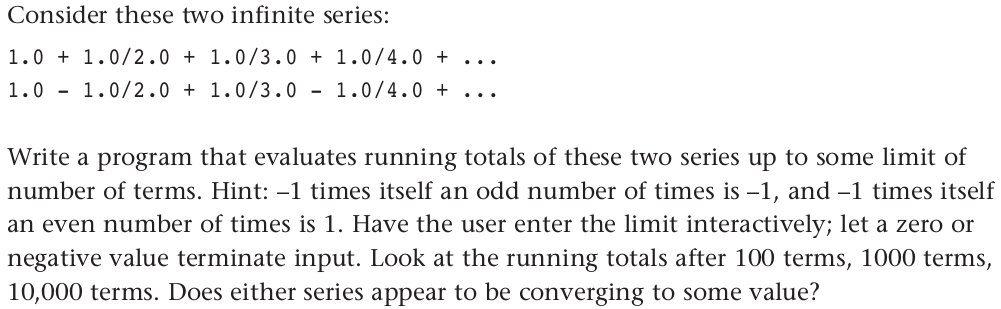 Consider these two infinite series:
1.0 + 1.0/2.0 + 1.0/3.0 + 1.0/4.0 + ...
1.0 - 1.0/2.0 + 1.0/3.0 - 1.0/4.0 + ...
Write a program that evaluates running totals of these two series up to some limit of
number of terms. Hint: –1 times itself an odd number of times is –1, and –1 times itself
an even number of times is 1. Have the user enter the limit interactively; let a zero or
negative value terminate input. Look at the running totals after 100 terms, 1000 terms,
10,000 terms. Does either series appear to be converging to some value?